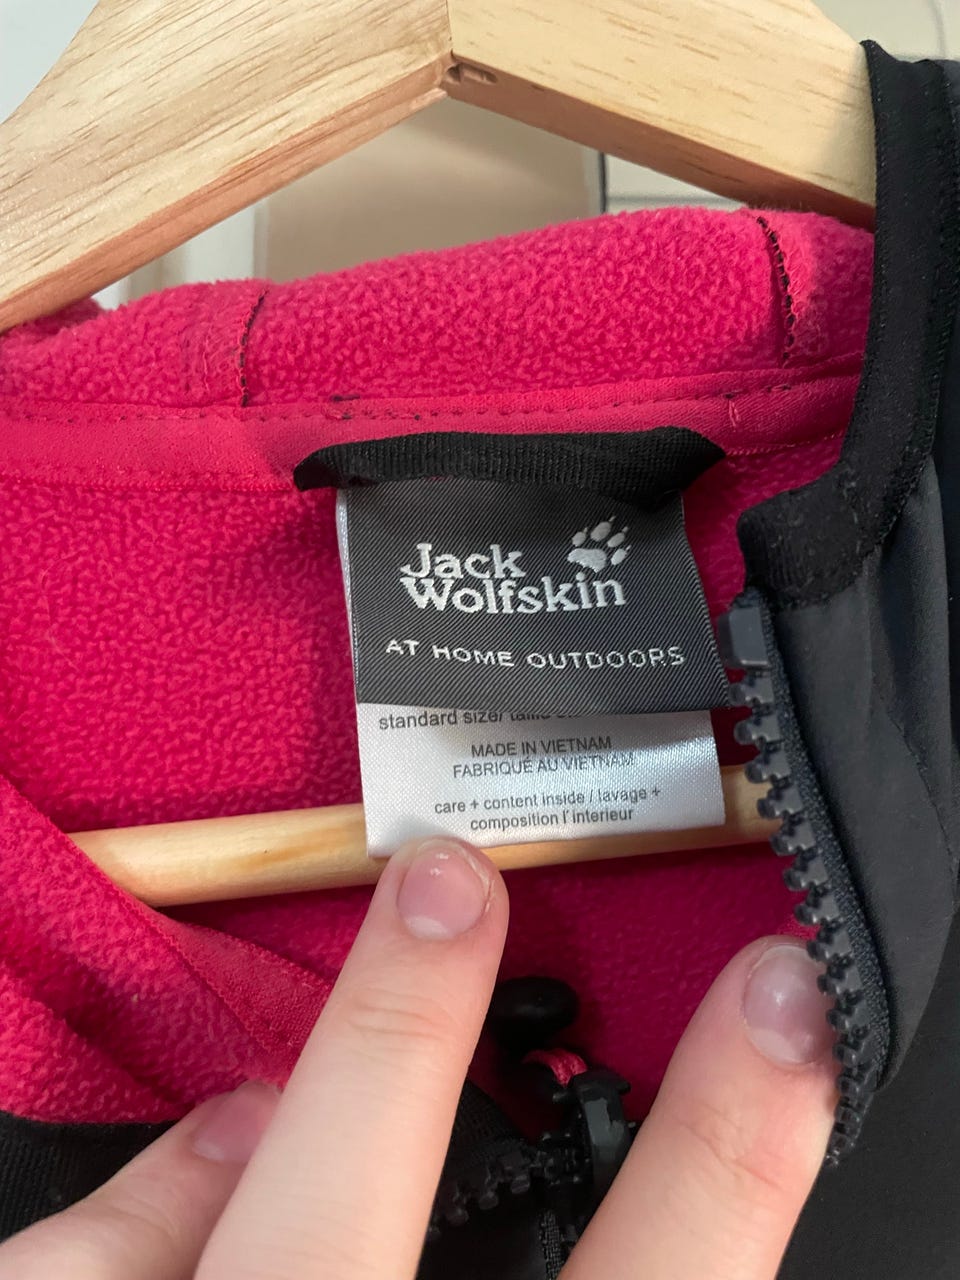 Jack
Wolfskin
AT HOME OUTDOORS
standard size/ taille
MADE IN VIETNAM
FABRIQUÉ AU VIETNAM
care + content inside / lavage +
composition l' interieur